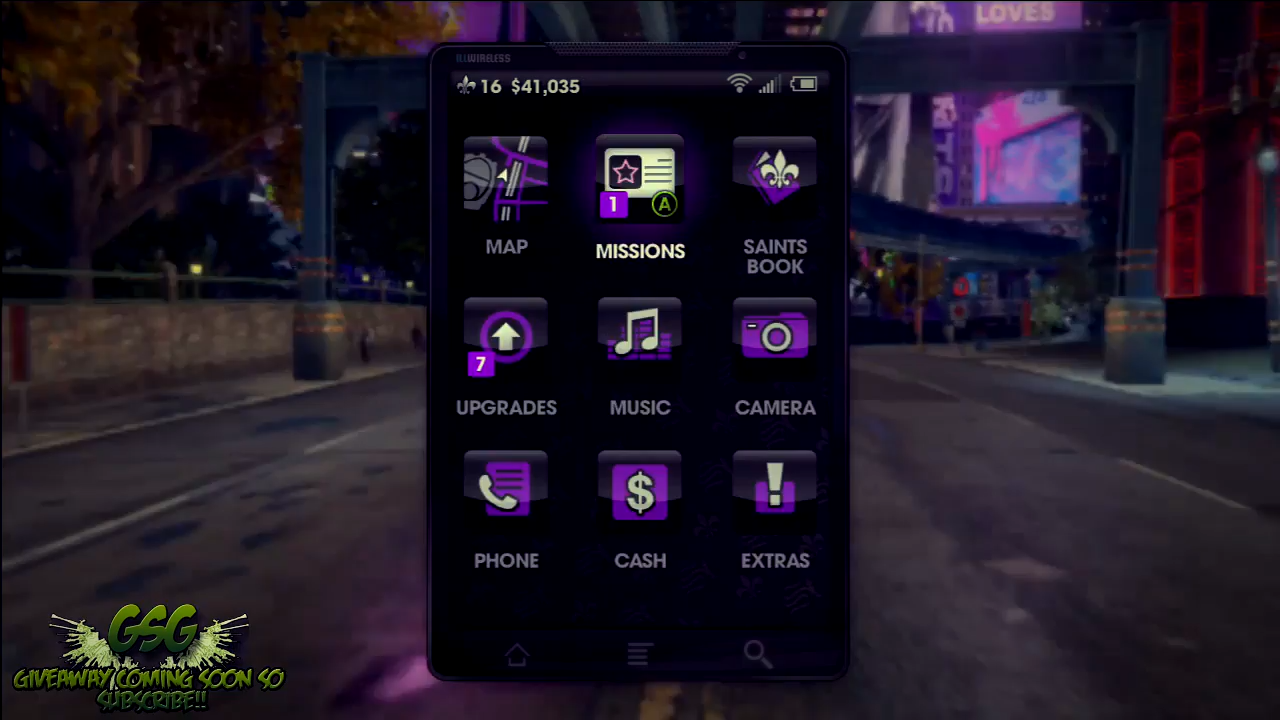 LOVES
ILLWIRELESS
16 $41,035
1
A
MAP
MISSIONS
SAINTS
BOOK
7
UPGRADES
MUSIC
CAMERA
$
!
PHONE
CASH
EXTRAS
GSG
GIVEAWAY COMING SOON SO
SUBSCRIBE!!